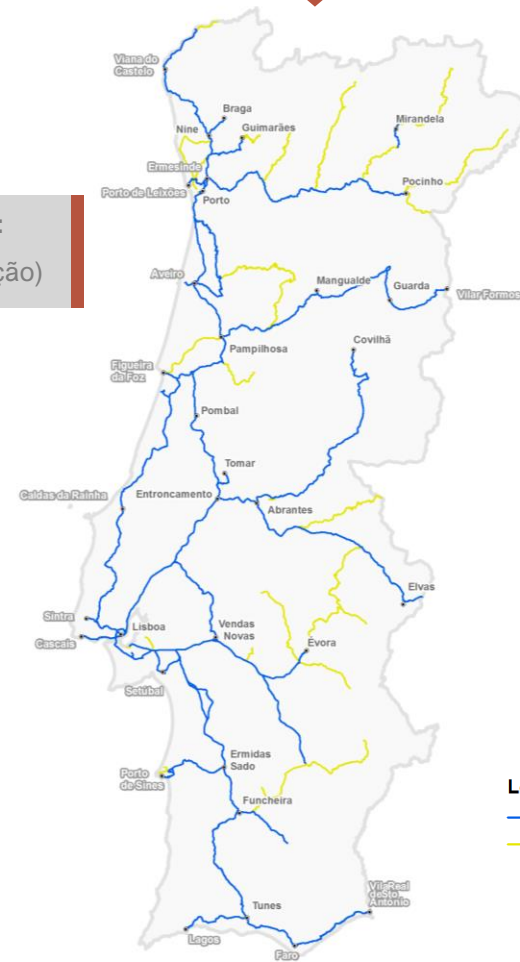 Viana do
Castelo
Braga
Nine
Guimarães
Mirandela
Ermesinde
Porto de Leixões
Porto
Pocinho
:
ção)
Aveiro
Mangualde
Guarda
Vilar Formos
Pampilhosa
Covilhã
Figueira
da Foz
Pombal
Tomar
Caldas da Rainha
Entroncamento
Abrantes
Elvas
Sintra
Lisboa
Cascais
Vendas
Novas
Évora
Setúbal
Ermidas
Sado
Porto
de Sines
Funcheira
L
Vila Real
de Sto.
António
Tunes
Lagos
Faro